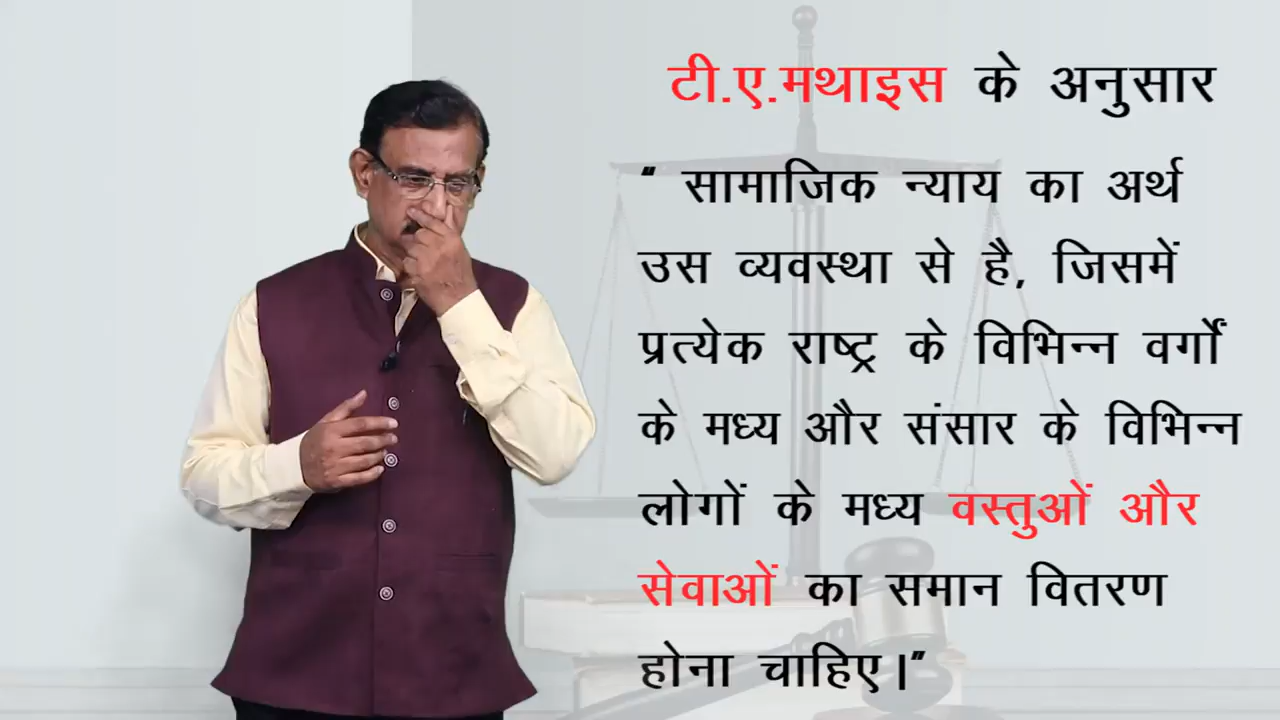 टी.ए.मथाइस के अनुसार
“ सामाजिक न्याय का अर्थ
उस व्यवस्था से है, जिसमें
प्रत्येक राष्ट्र के विभिन्न वर्गों
के मध्य और संसार के विभिन्न
लोगों के मध्य वस्तुओं और
सेवाओं का समान वितरण
होना चाहिए।”